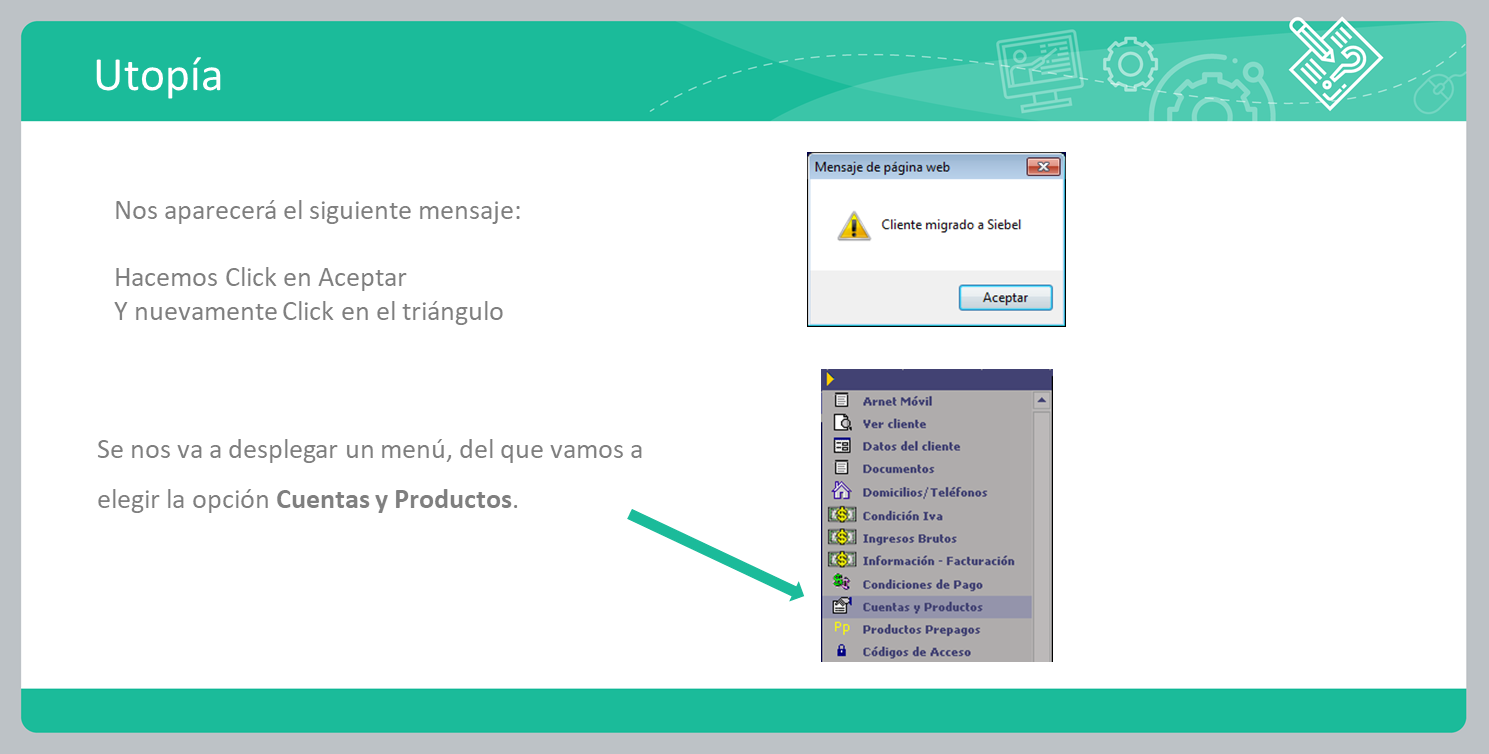 Utopía
Nos aparecerá el siguiente mensaje:
Hacemos Click en Aceptar
Y nuevamente Click en el triángulo
Mensaje de página web
Cliente migrado a Siebel
Aceptar
Se nos va a desplegar un menú, del que vamos a
elegir la opción Cuentas y Productos.
Arnet Móvil
Ver cliente
Datos del cliente
Documentos
Domicilios/Teléfonos
Condición Iva
Ingresos Brutos
Información - Facturación
Condiciones de Pago
Cuentas y Productos
Pp Productos Prepagos
Códigos de Acceso